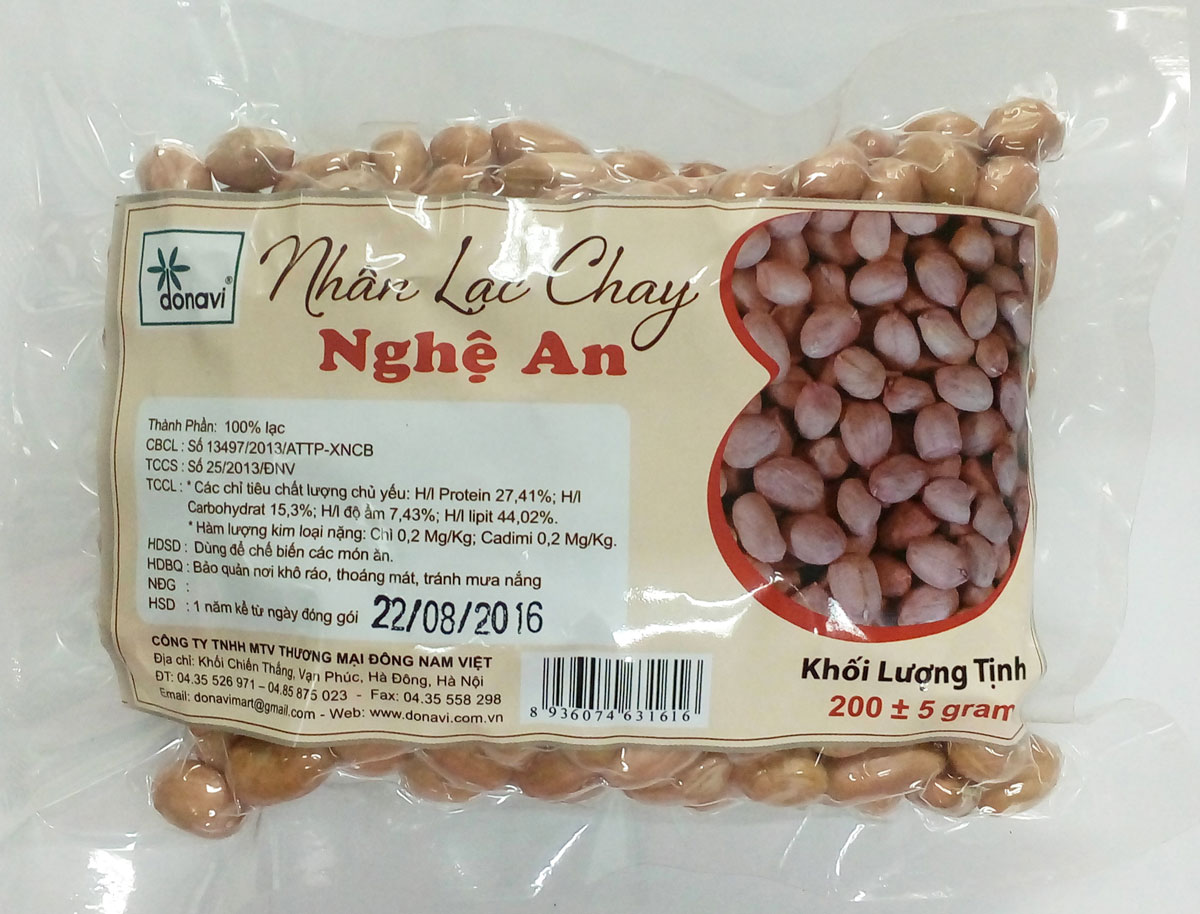 donavi®
Nhân Lạc Chay
Nghệ An
Thành Phần: 100% lạc
CBCL : Số 13497/2013/ATTP-XNCB
TCCS : Số 25/2013/ĐNV
TCCL : * Các chỉ tiêu chất lượng chủ yếu: H/l Protein 27,41%; H/l
Carbohydrat 15,3%; H/l độ ẩm 7,43%; H/l lipit 44,02%.
* Hàm lượng kim loại nặng: Chì 0,2 Mg/Kg; Cadimi 0,2 Mg/Kg.
HDSD : Dùng để chế biến các món ăn.
HDBQ : Bảo quản nơi khô ráo, thoáng mát, tránh mưa nắng
NĐG :
HSD : 1 năm kể từ ngày đóng gói 22/08/2016
CÔNG TY TNHH MTV THƯƠNG MẠI ĐÔNG NAM VIỆT
Địa chỉ: Khối Chiến Thắng, Vạn Phúc, Hà Đông, Hà Nội
ĐT: 04.35 526 971 – 04.85 875 023 - Fax: 04.35 558 298
Email: donavimart@gmail.com - Web: www.donavi.com.vn
8 936074 631616
Khối Lượng Tịnh
200 ± 5 gram